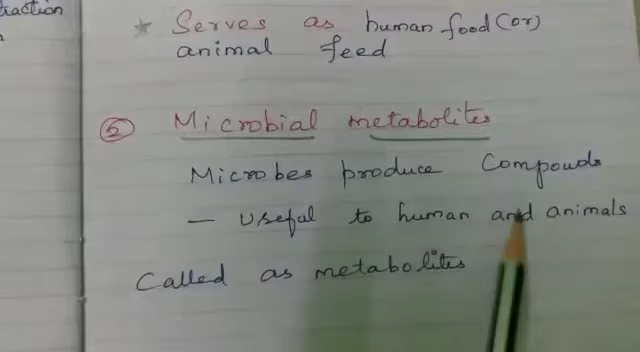 ★ Serves as human food (or)
animal feed
⑤ Microbial metabolites
Microbes produce Compouds
— Useful to human and animals
Called as metabolites